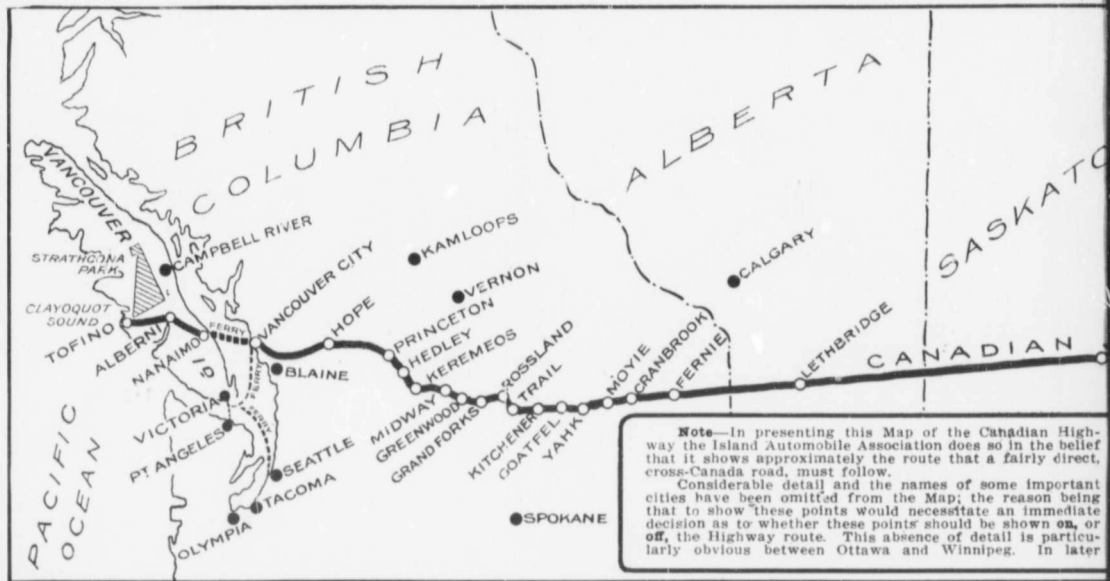 BRITISH
COLUMBIA
ALBERTA
SASKATC
VANCOUVER
ID
STRATHCONA
PARK
CAMPBELL RIVER
CLAYOQUOT
SOUND
TOFINO
ALBERNI
NANAIMO
FERRY
VANCOUVER CITY
HOPE
KAMLOOPS
VERNON
PRINCETON
HEDLEY
KEREMEOS
MIDWAY
GREENWOOD
GRAND FORKS
ROSSLAND
TRAIL
KITCHENER
GOATFEL
YAHK
MOYIE
CRANBROOK
FERNIE
CALGARY
LETHBRIDGE
CANADIAN
BLAINE
FERRY
FERRY
VICTORIA
PT. ANGELES
SEATTLE
TACOMA
OLYMPIA
SPOKANE
PACIFIC
OCEAN
Note—In presenting this Map of the Canadian High-
way the Island Automobile Association does so in the belief
that it shows approximately the route that a fairly direct,
cross-Canada road, must follow.
Considerable detail and the names of some important
cities have been omitted from the Map; the reason being
that to show these points would necessitate an immediate
decision as to whether these points should be shown on, or
off, the Highway route. This absence of detail is particu-
larly obvious between Ottawa and Winnipeg. In later